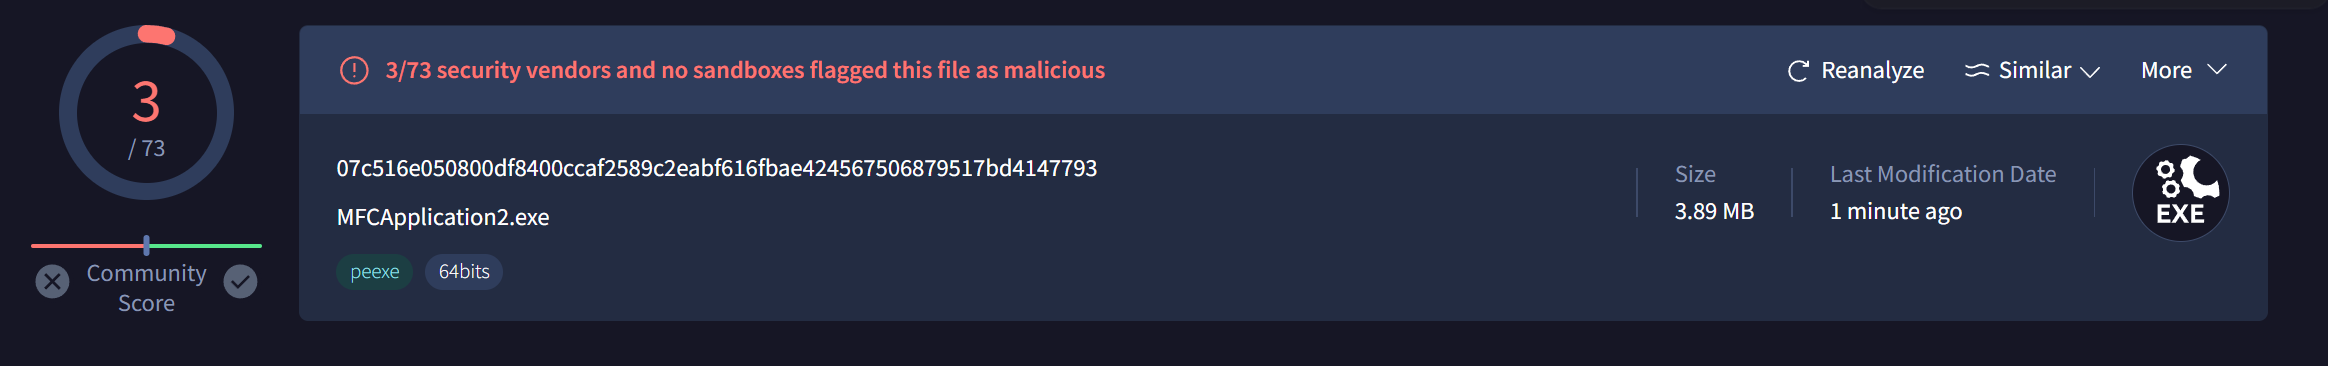 3
/ 73
Community
Score
3/73 security vendors and no sandboxes flagged this file as malicious
Reanalyze
Similar
More
07c516e050800df8400ccaf2589c2eabf616fbae424567506879517bd4147793
MFCApplication2.exe
peexe
64bits
Size
3.89 MB
Last Modification Date
1 minute ago
EXE